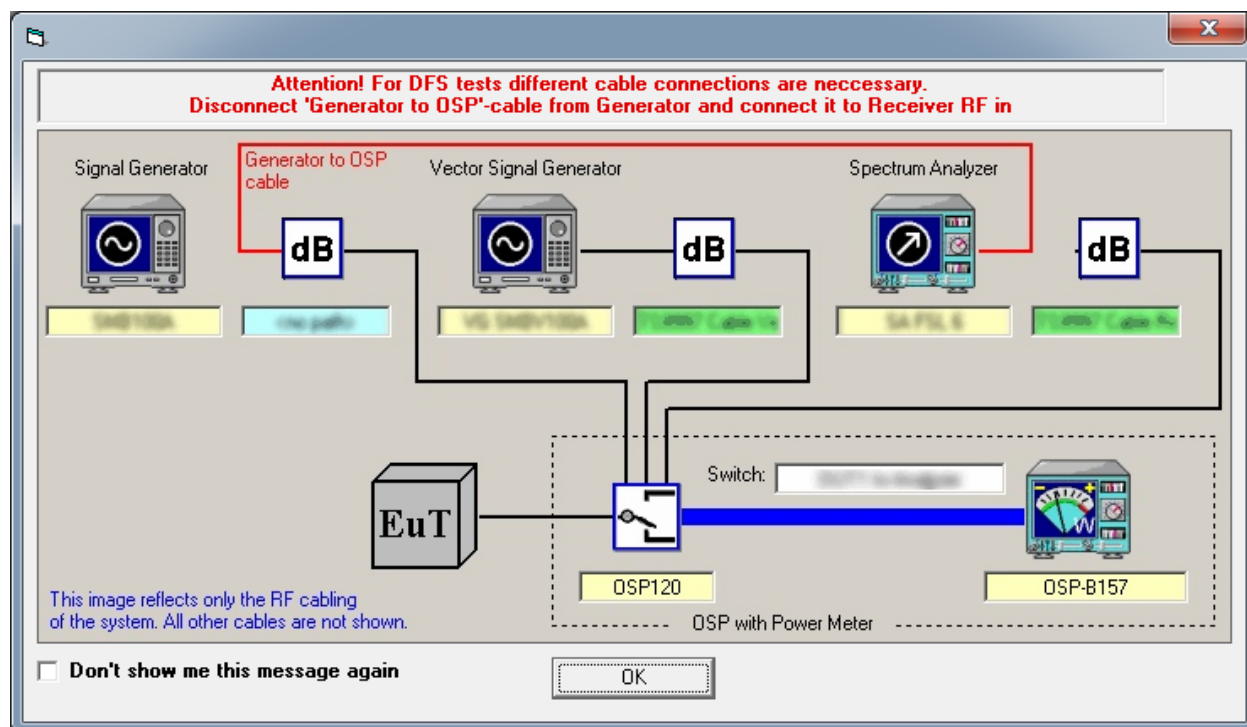 Attention! For DFS tests different cable connections are neccessary.
Disconnect 'Generator to OSP'-cable from Generator and connect it to Receiver RF in
Signal Generator
Generator to OSP
cable
Vector Signal Generator
Spectrum Analyzer
dB
dB
dB
Switch:
EuT
W
OSP120
OSP-B157
This image reflects only the RF cabling
of the system. All other cables are not shown.
OSP with Power Meter
Don't show me this message again
OK